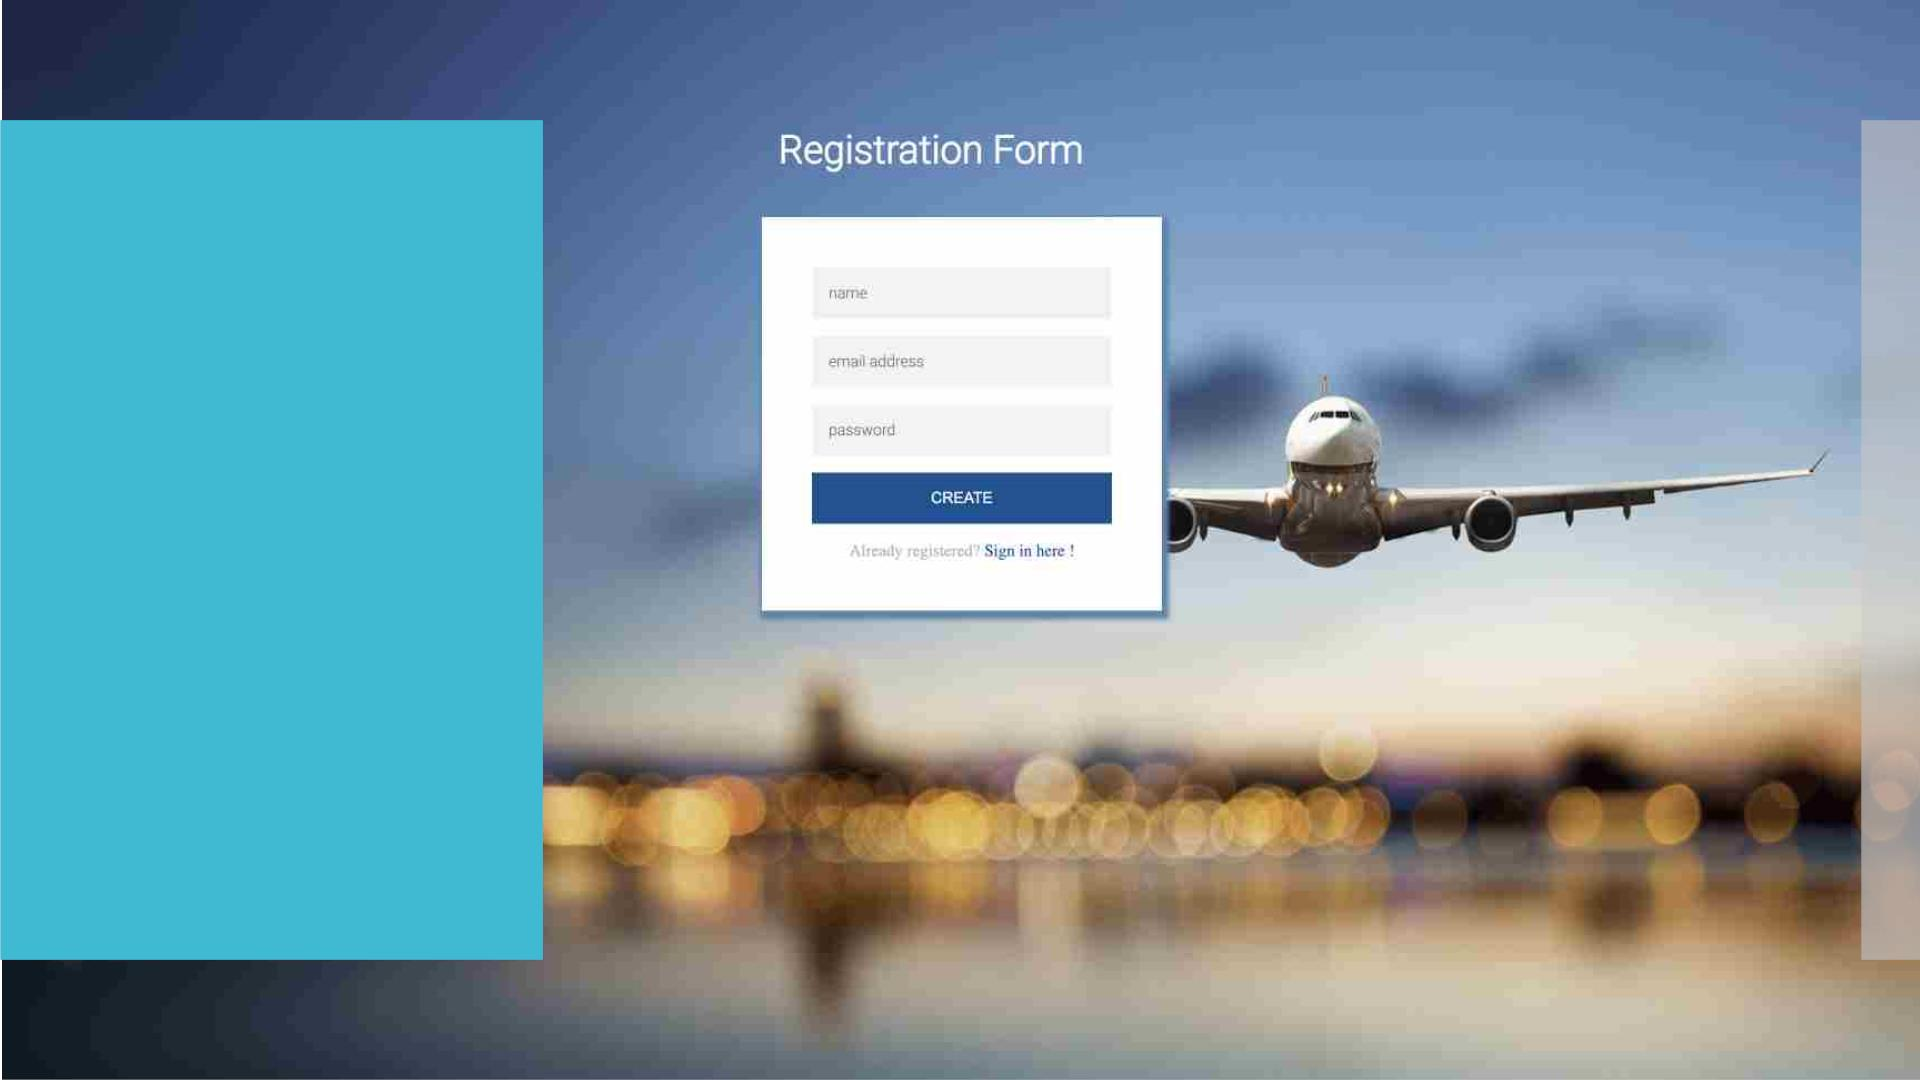 Registration Form
name
email address
password
CREATE
Already registered? Sign in here !